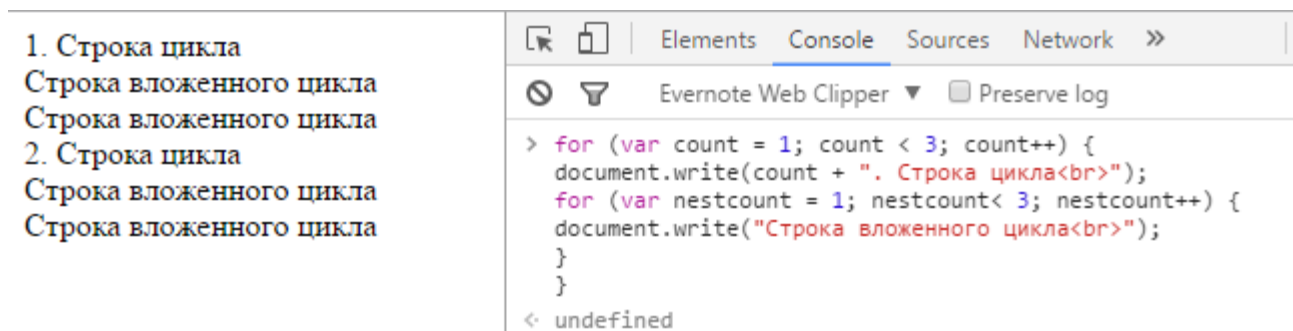 1. Строка цикла
Строка вложенного цикла
Строка вложенного цикла
2. Строка цикла
Строка вложенного цикла
Строка вложенного цикла
Elements Console Sources Network »
Evernote Web Clipper ▼ Preserve log
> for (var count = 1; count < 3; count++) {
document.write(count + ". Строка цикла<br>");
for (var nestcount = 1; nestcount< 3; nestcount++) {
document.write("Строка вложенного цикла<br>");
}
}
undefined